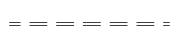 = = = = = = =